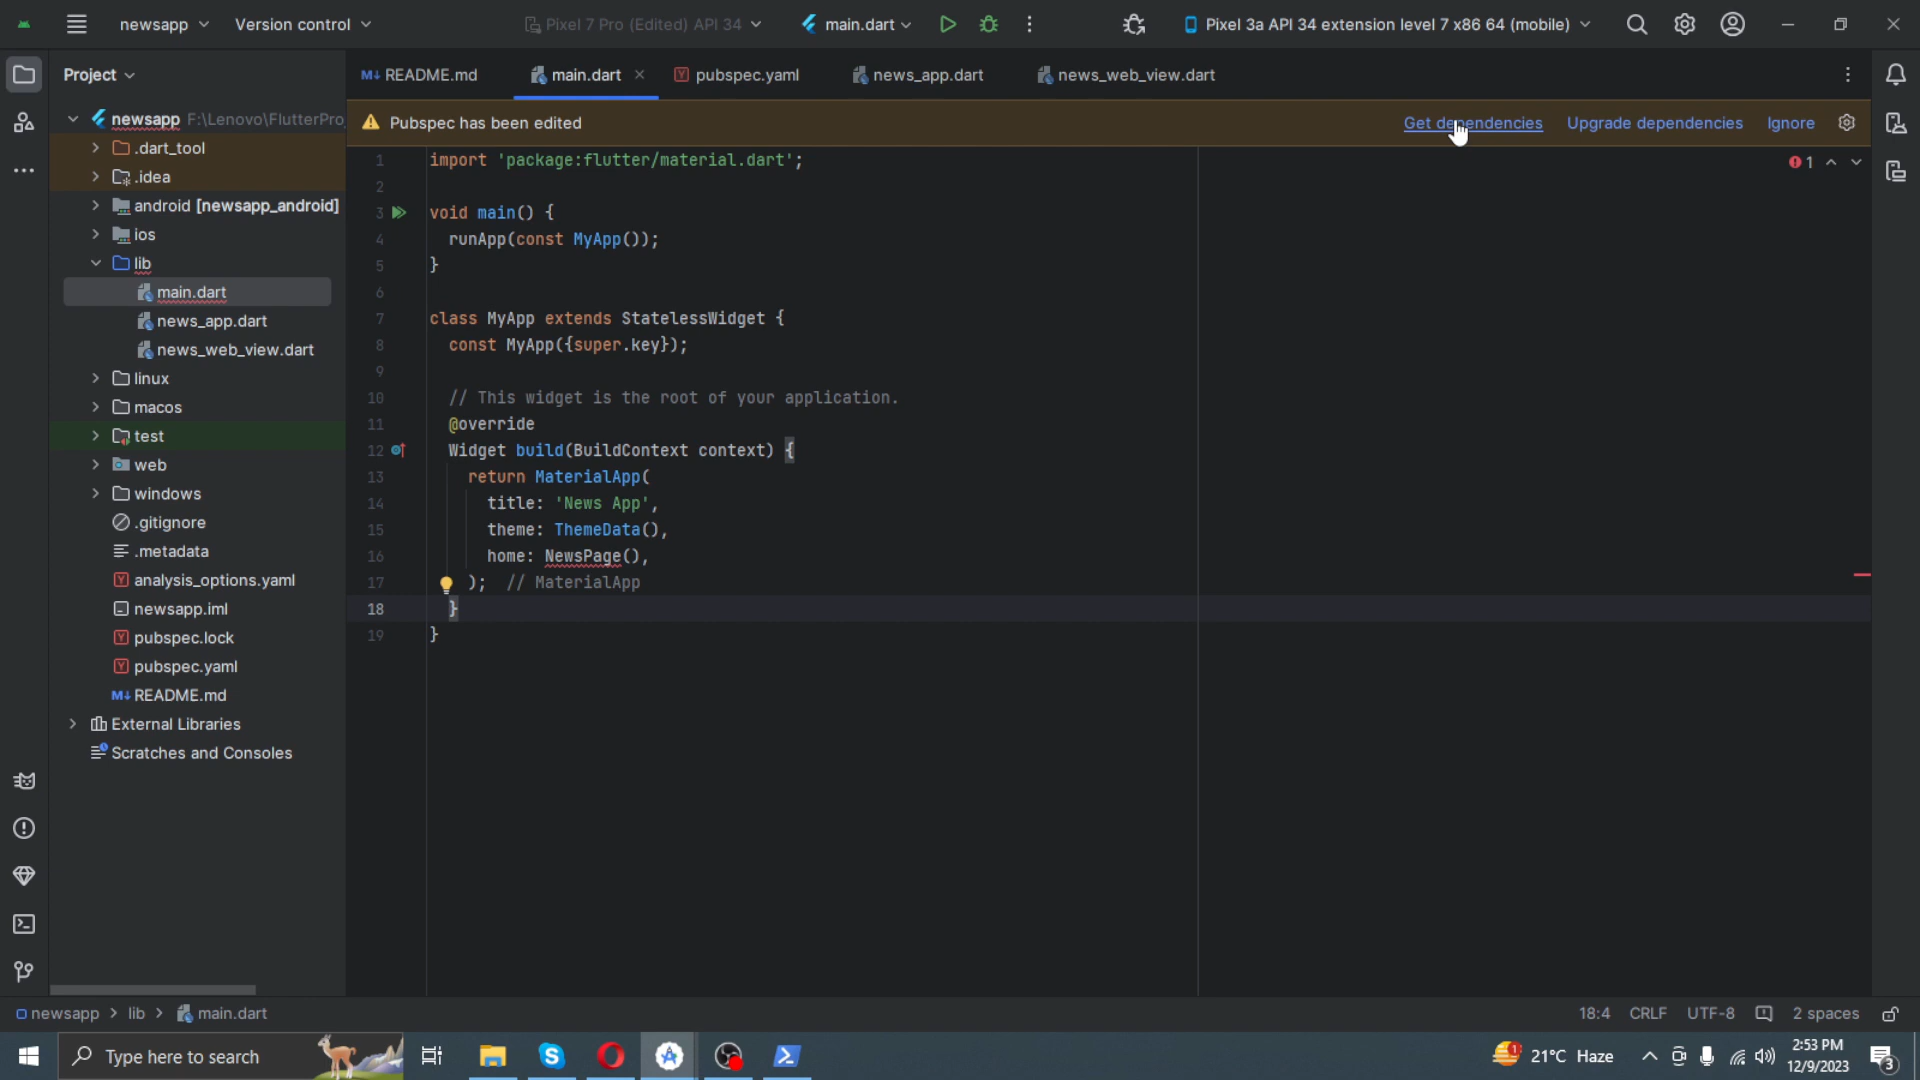 newsapp
Version control
Pixel 7 Pro (Edited) API 34
main.dart
Pixel 3a API 34 extension level 7 x86 64 (mobile)
Project
README.md
main.dart
pubspec.yaml
news_app.dart
news_web_view.dart
newsapp F:\Lenovo\FlutterPro
.dart_tool
.idea
android [newsapp_android]
ios
lib
main.dart
news_app.dart
news_web_view.dart
linux
macos
test
web
windows
.gitignore
.metadata
analysis_options.yaml
newsapp.iml
pubspec.lock
pubspec.yaml
README.md
External Libraries
Scratches and Consoles
Pubspec has been edited
Get dependencies
Upgrade dependencies
Ignore
1
1 import 'package:flutter/material.dart';
2
3 void main() {
4 runApp(const MyApp());
5 }
6
7 class MyApp extends StatelessWidget {
8 const MyApp({super.key});
9
10 // This widget is the root of your application.
11 @override
12 Widget build(BuildContext context) {
13 return MaterialApp(
14 title: 'News App',
15 theme: ThemeData(),
16 home: NewsPage(),
17 ); // MaterialApp
18 }
19 }
newsapp > lib > main.dart
18:4
CRLF
UTF-8
2 spaces
Type here to search
21°C Haze
2:53 PM
12/9/2023
3